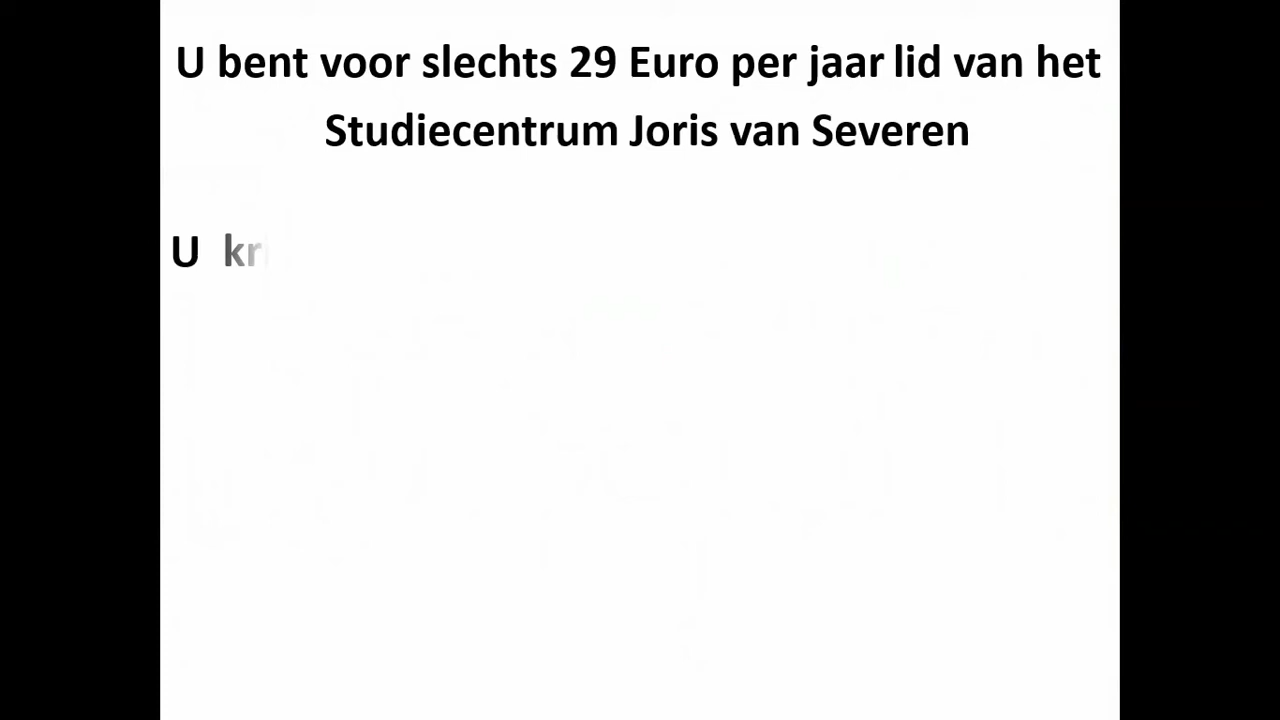 U bent voor slechts 29 Euro per jaar lid van het
Studiecentrum Joris van Severen
U